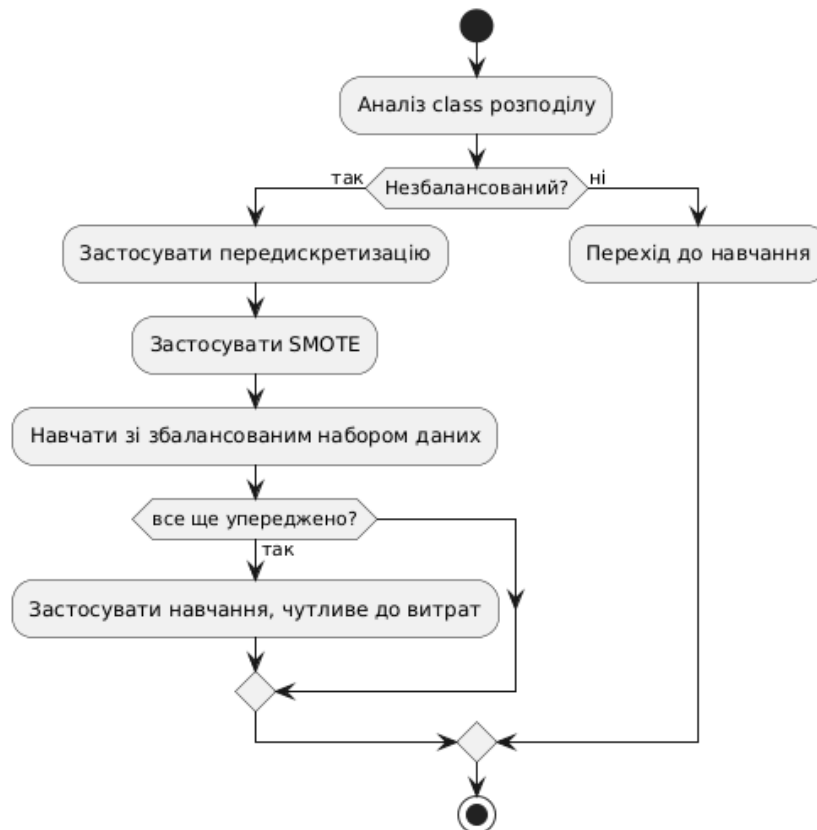 Аналіз class розподілу
так
Незбалансований?
ні
Застосувати передискретизацію
Перехід до навчання
Застосувати SMOTE
Навчати зі збалансованим набором даних
все ще упереджено?
так
Застосувати навчання, чутливе до витрат